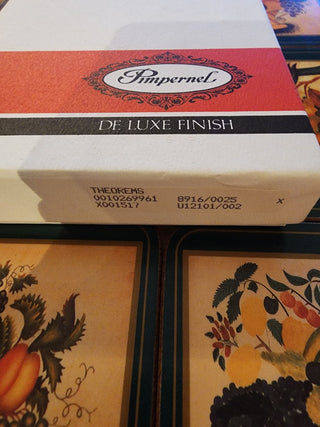 Pimpernel
DE LUXE FINISH
THEOREMS
0010269961 8916/0025 X
X001517 U12101/002